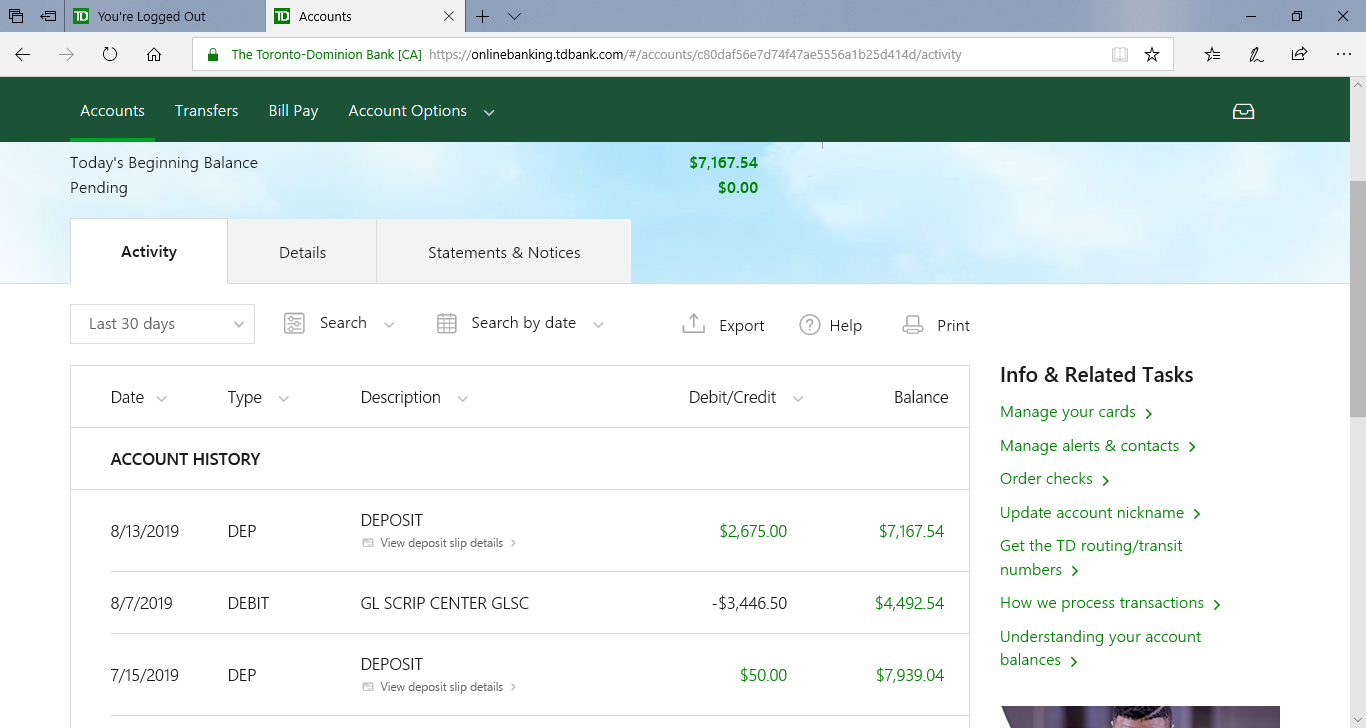 TD You're Logged Out
TD Accounts
The Toronto-Dominion Bank [CA] https://onlinebanking.tdbank.com/#/accounts/c80daf56e7d74f47ae5556a1b25d414d/activity
Accounts Transfers Bill Pay Account Options
Today's Beginning Balance $7,167.54
Pending $0.00
Activity Details Statements & Notices
Last 30 days Search Search by date Export ? Help Print
Date Type Description Debit/Credit Balance
ACCOUNT HISTORY
8/13/2019 DEP DEPOSIT $2,675.00 $7,167.54
View deposit slip details
8/7/2019 DEBIT GL SCRIP CENTER GLSC -$3,446.50 $4,492.54
7/15/2019 DEP DEPOSIT $50.00 $7,939.04
View deposit slip details
Info & Related Tasks
Manage your cards
Manage alerts & contacts
Order checks
Update account nickname
Get the TD routing/transit
numbers
How we process transactions
Understanding your account
balances